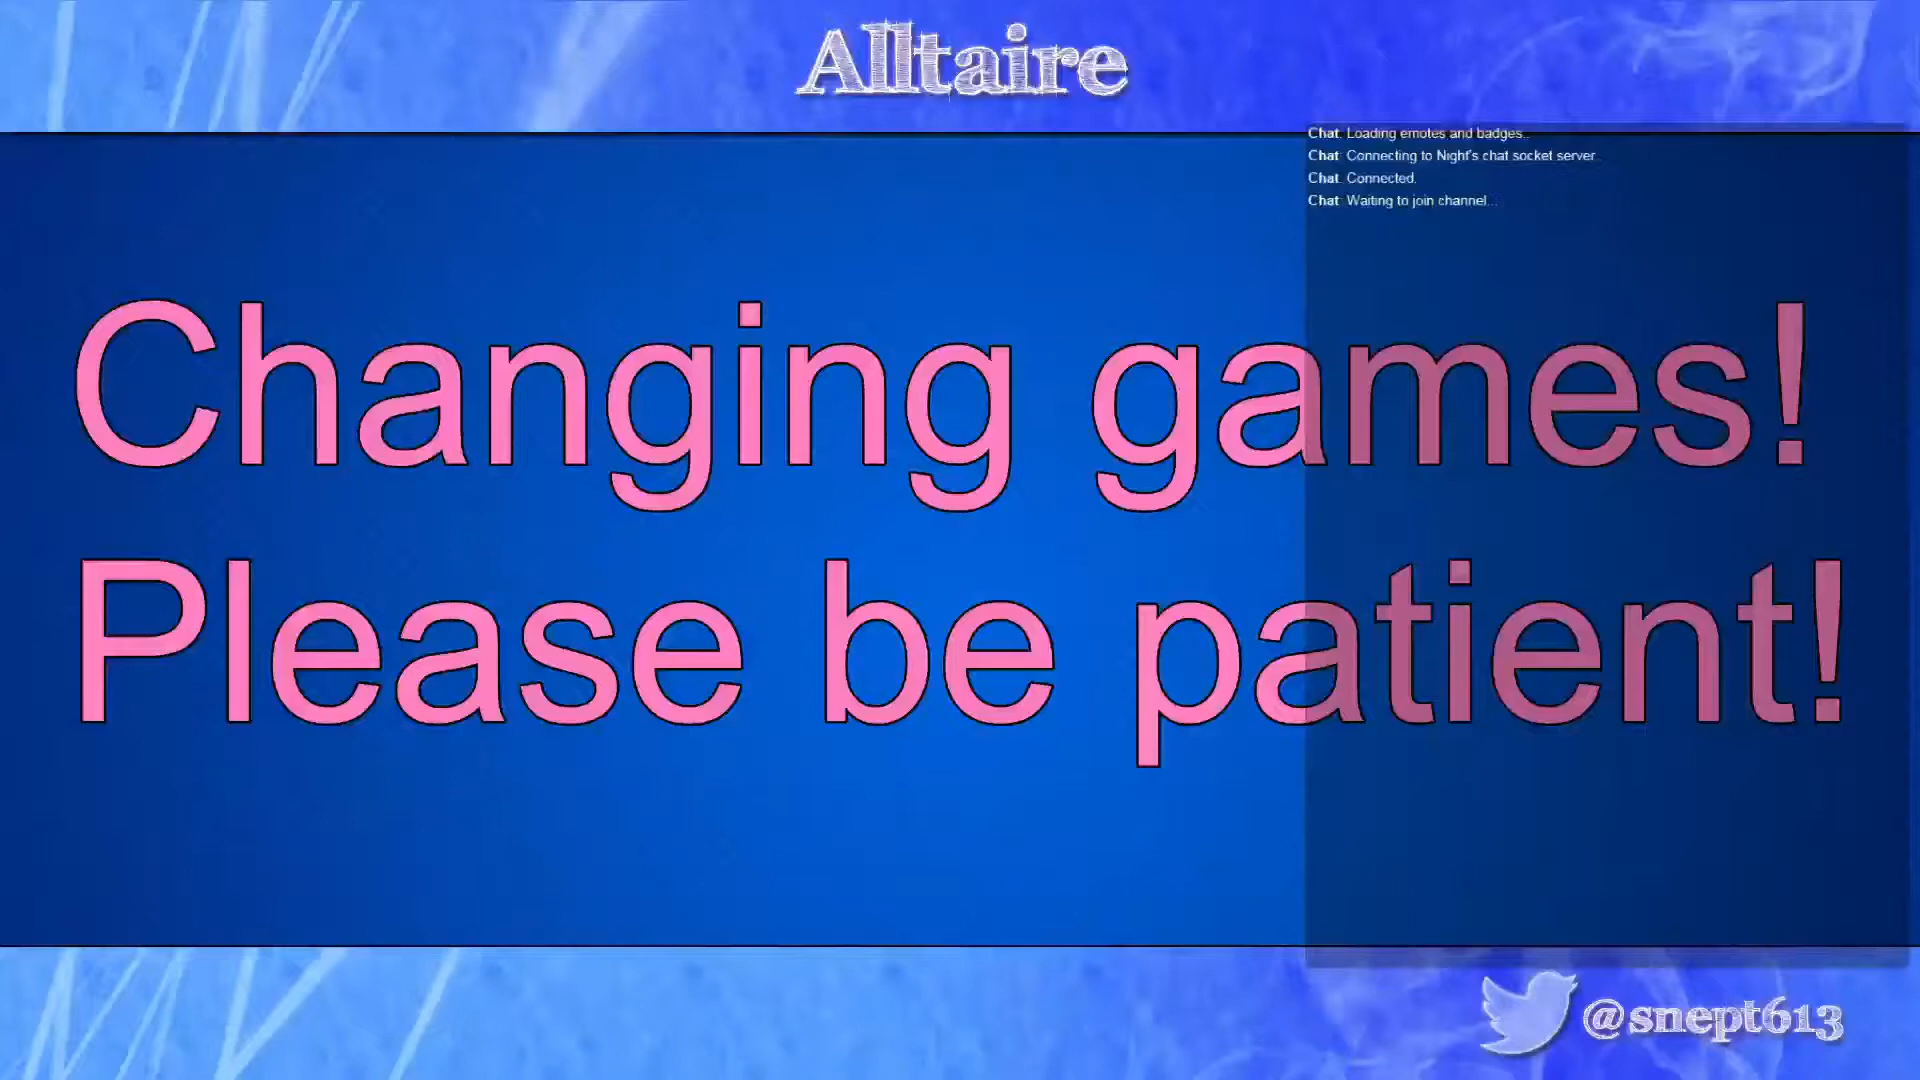 Alltaire
Chat: Loading emotes and badges..
Chat: Connecting to Night's chat socket server
Chat: Connected.
Chat: Waiting to join channel...
Changing games!
Please be patient!
@snept613